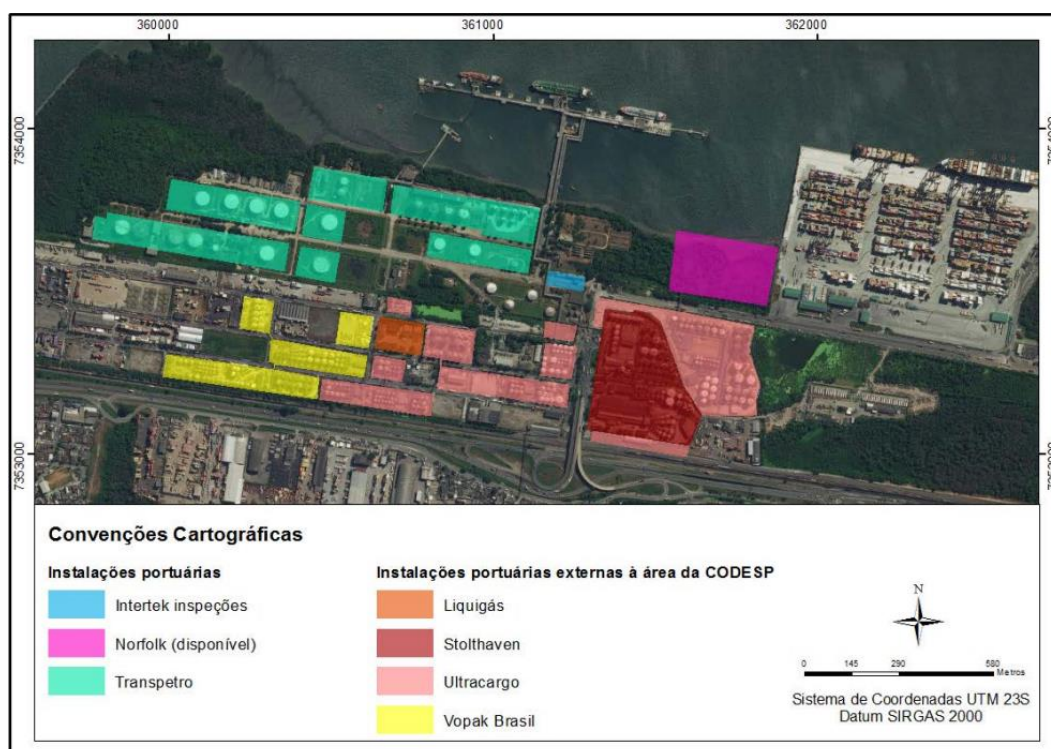 360000 361000 362000
7354000 7354000
7353000 7353000
Convenções Cartográficas
Instalações portuárias
Intertek inspeções
Norfolk (disponível)
Transpetro
Instalações portuárias externas à área da CODESP
Liquigás
Stolthaven
Ultracargo
Vopak Brasil
N
0 145 290 580
Metros
Sistema de Coordenadas UTM 23S
Datum SIRGAS 2000